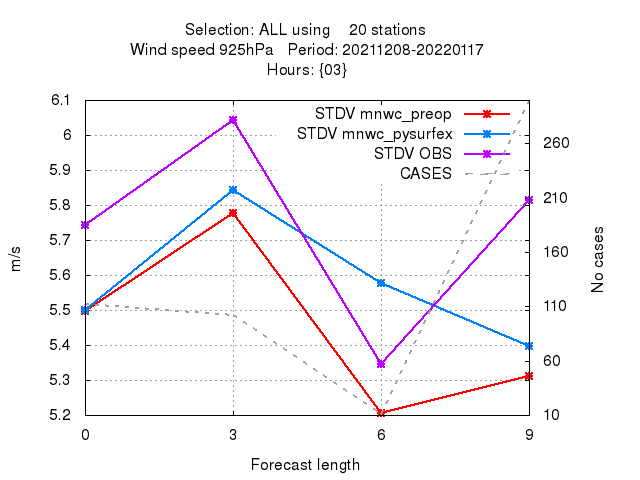 Selection: ALL using 20 stations
Wind speed 925hPa Period: 20211208-20220117
Hours: {03}
STDV mnwc_preop
STDV mnwc_pysurfex
STDV OBS
CASES
6.1
6
5.9
5.8
5.7
5.6
5.5
5.4
5.3
5.2
m/s
260
210
160
110
60
10
No cases
0 3 6 9
Forecast length